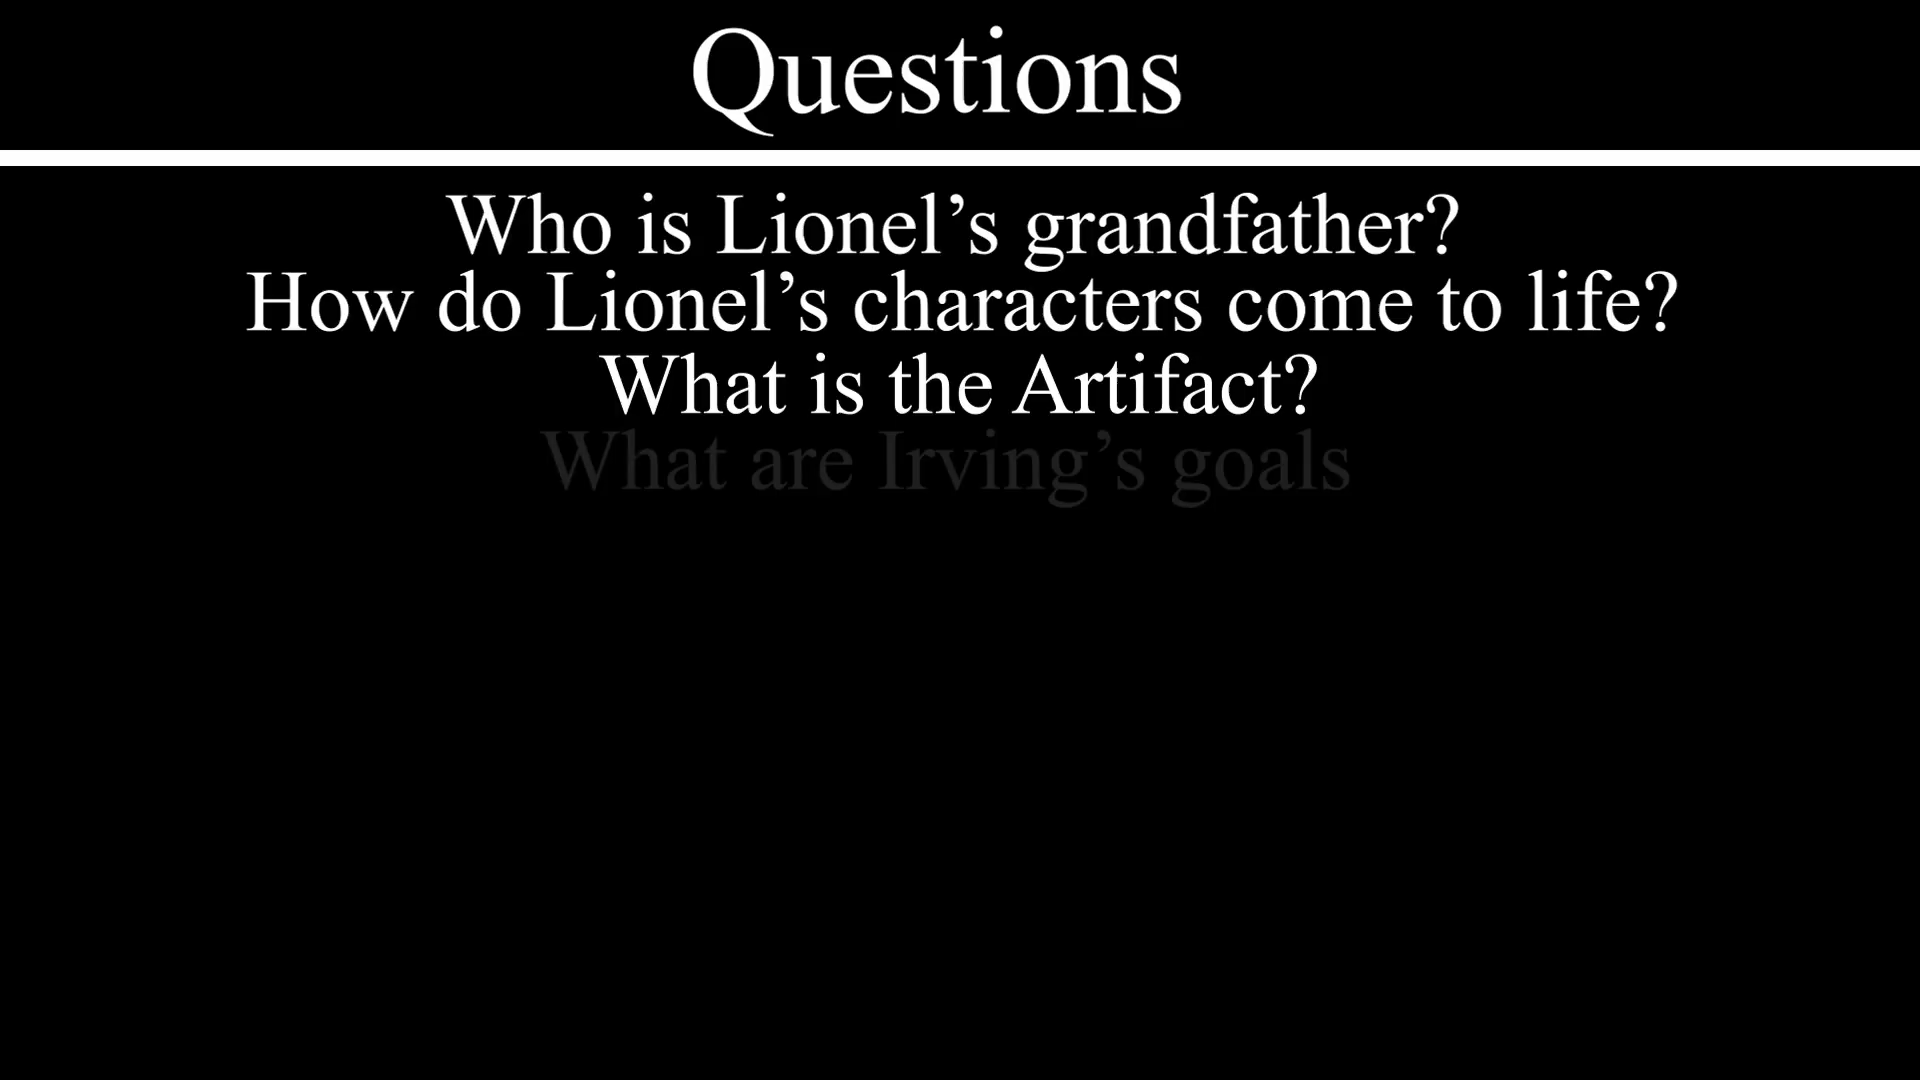 Questions
Who is Lionel’s grandfather?
How do Lionel’s characters come to life?
What is the Artifact?
What are Irving’s goals